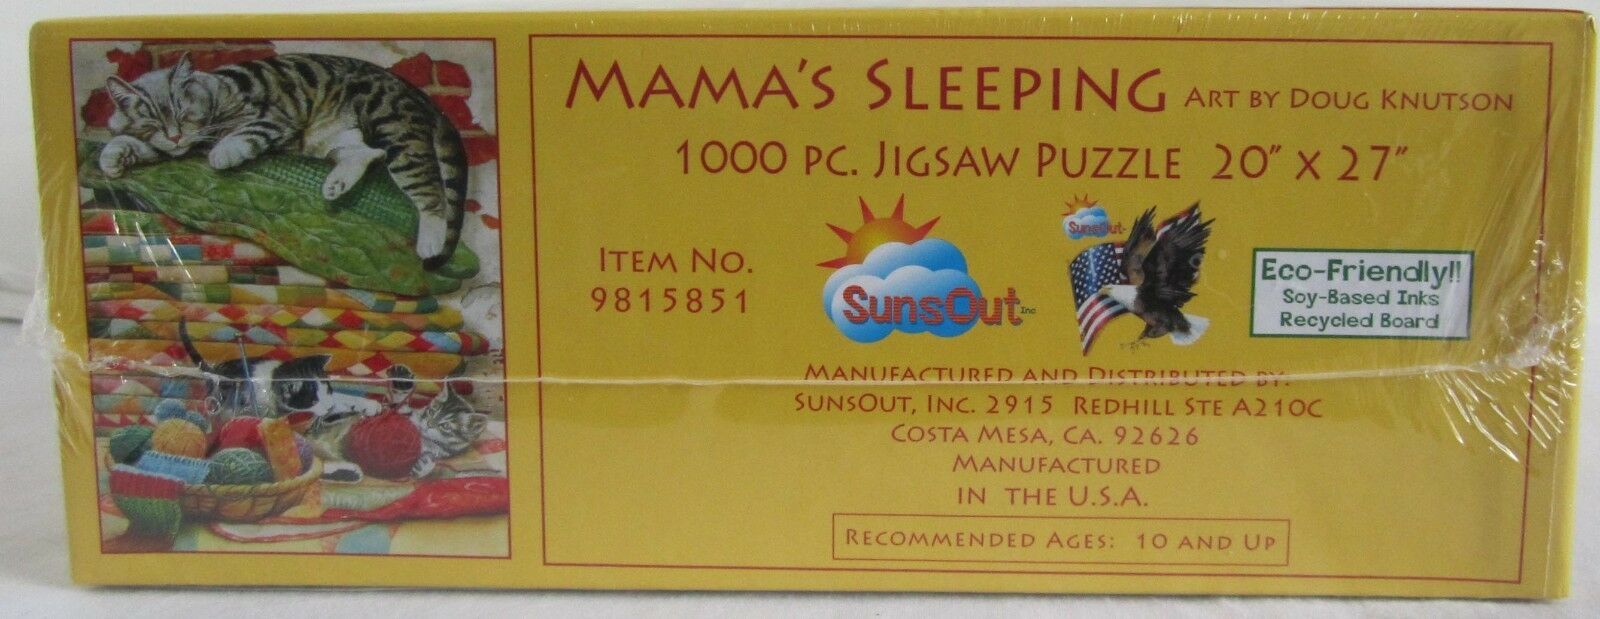 MAMA'S SLEEPING ART BY DOUG KNUTSON
1000 PC. JIGSAW PUZZLE 20" X 27"
ITEM NO.
9815851
SunsOut Inc
SunsOut
Eco-Friendly!!
Soy-Based Inks
Recycled Board
MANUFACTURED AND DISTRIBUTED BY:
SUNSOUT, INC. 2915 REDHILL STE A210C
COSTA MESA, CA. 92626
MANUFACTURED
IN THE U.S.A.
RECOMMENDED AGES: 10 AND UP